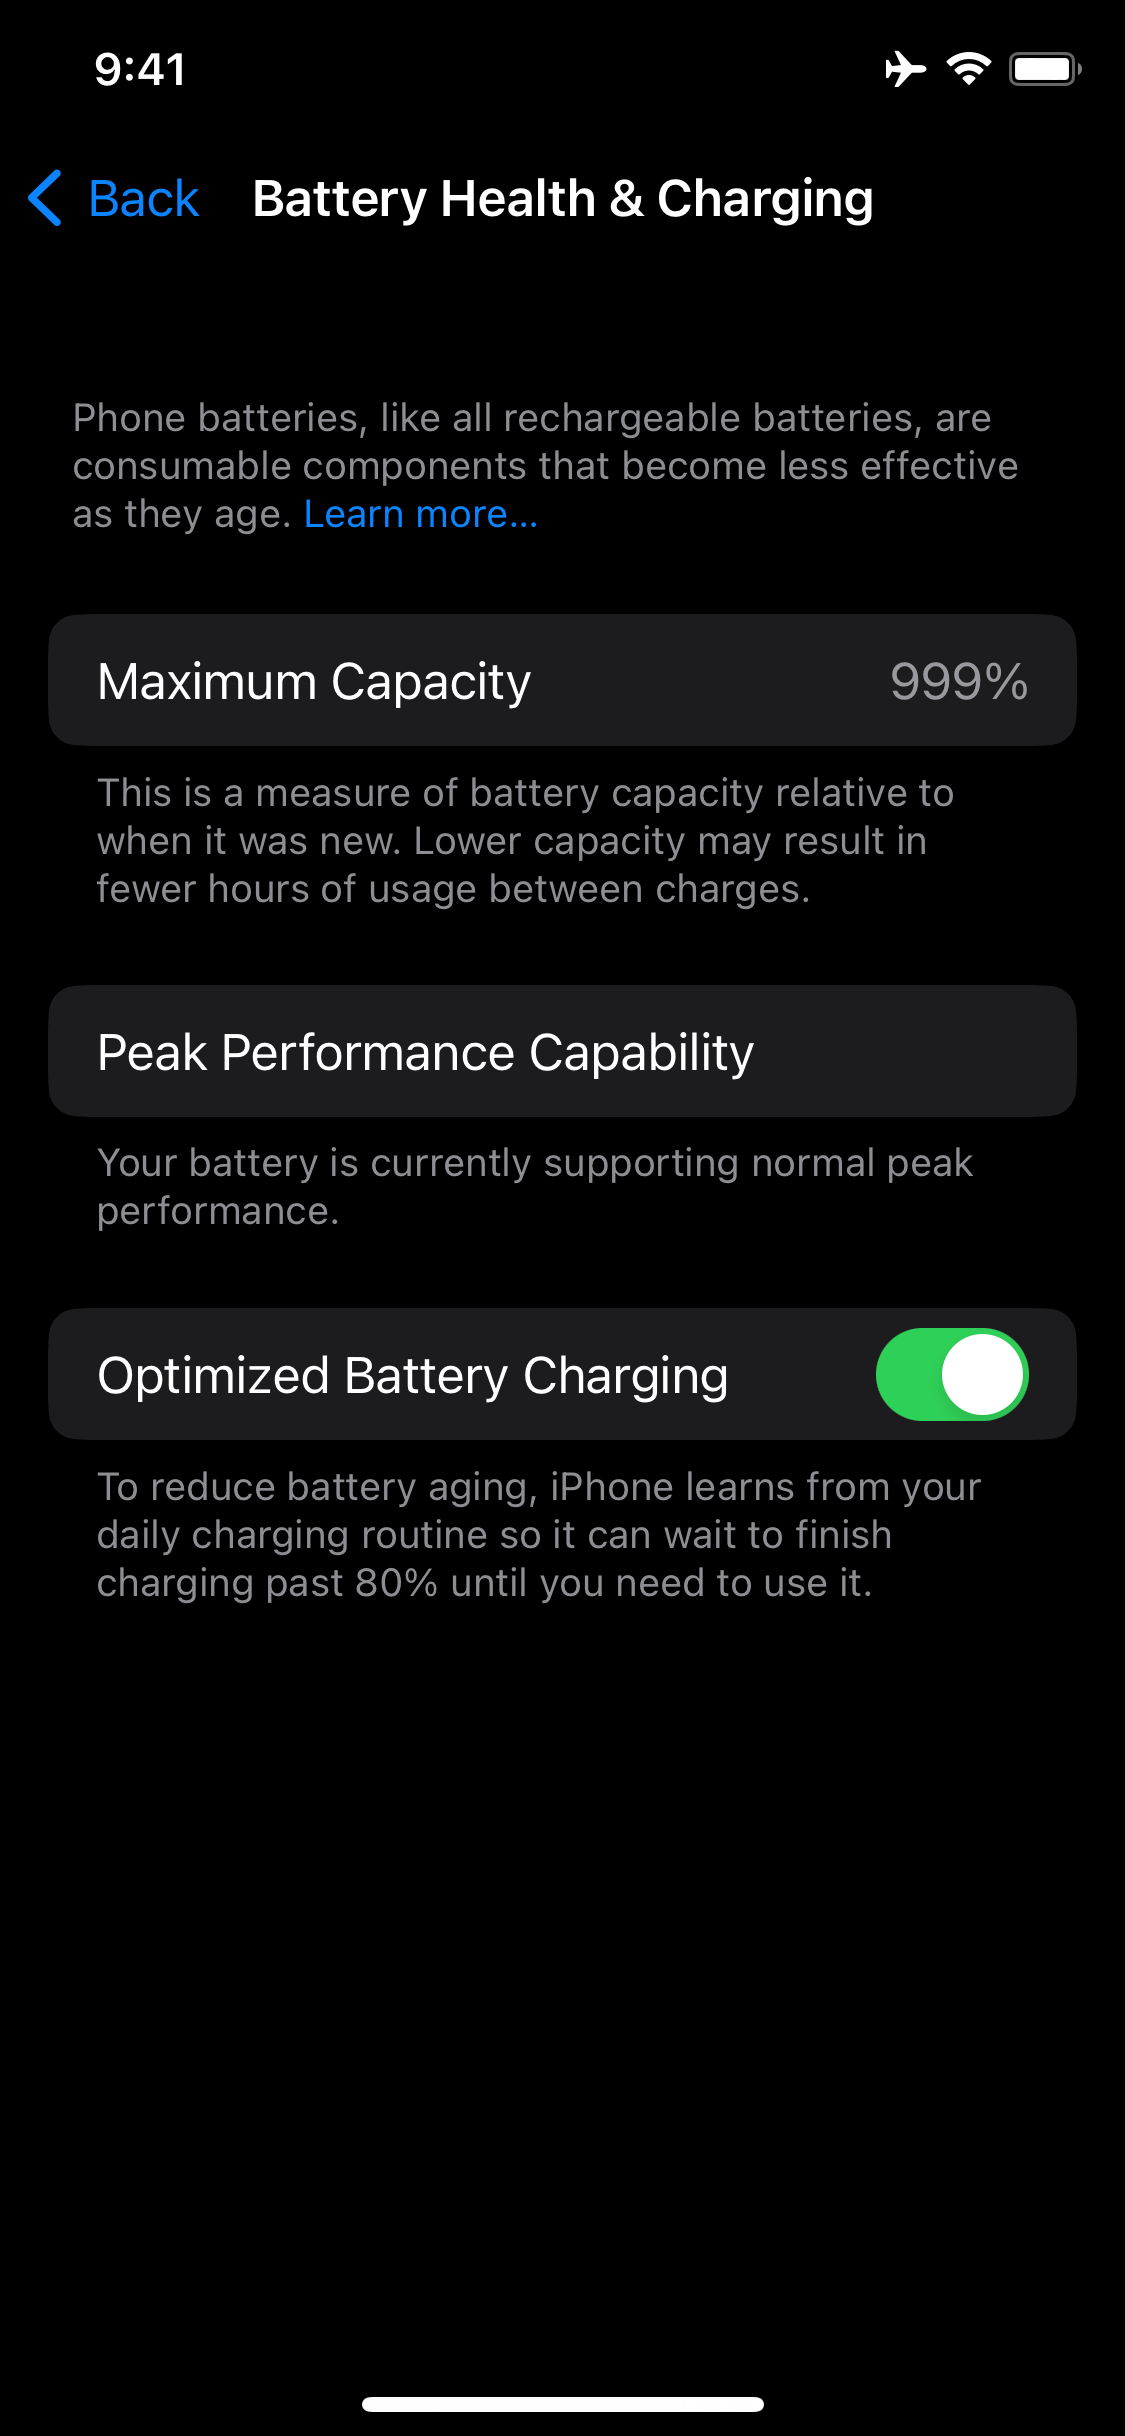 9:41
Back
Battery Health & Charging
Phone batteries, like all rechargeable batteries, are
consumable components that become less effective
as they age. Learn more...
Maximum Capacity 999%
This is a measure of battery capacity relative to
when it was new. Lower capacity may result in
fewer hours of usage between charges.
Peak Performance Capability
Your battery is currently supporting normal peak
performance.
Optimized Battery Charging
To reduce battery aging, iPhone learns from your
daily charging routine so it can wait to finish
charging past 80% until you need to use it.